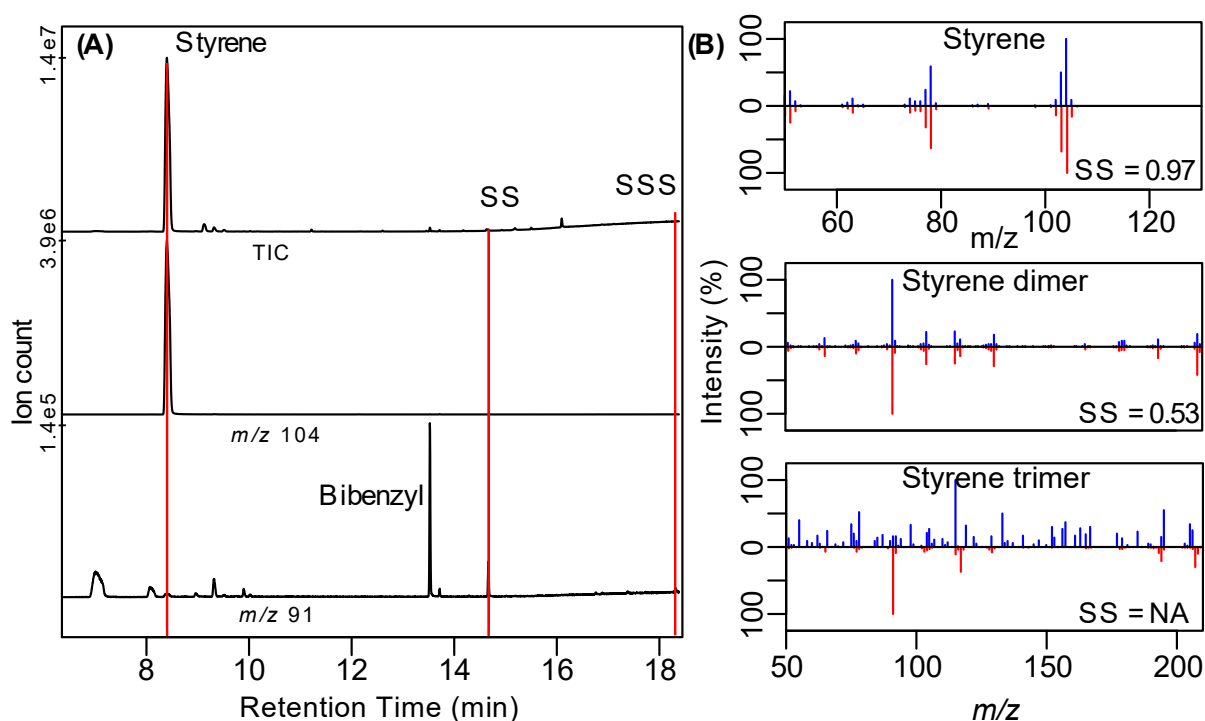 (A)
Styrene
SS
SSS
TIC
m/z 104
Bibenzyl
m/z 91
Ion count
1.4e7
3.9e6
1.4e5
8 10 12 14 16 18
Retention Time (min)
(B)
Styrene
100
0
100
SS = 0.97
60 80 100 120
m/z
Intensity (%)
Styrene dimer
100
0
100
SS = 0.53
Styrene trimer
100
0
100
SS = NA
50 100 150 200
m/z